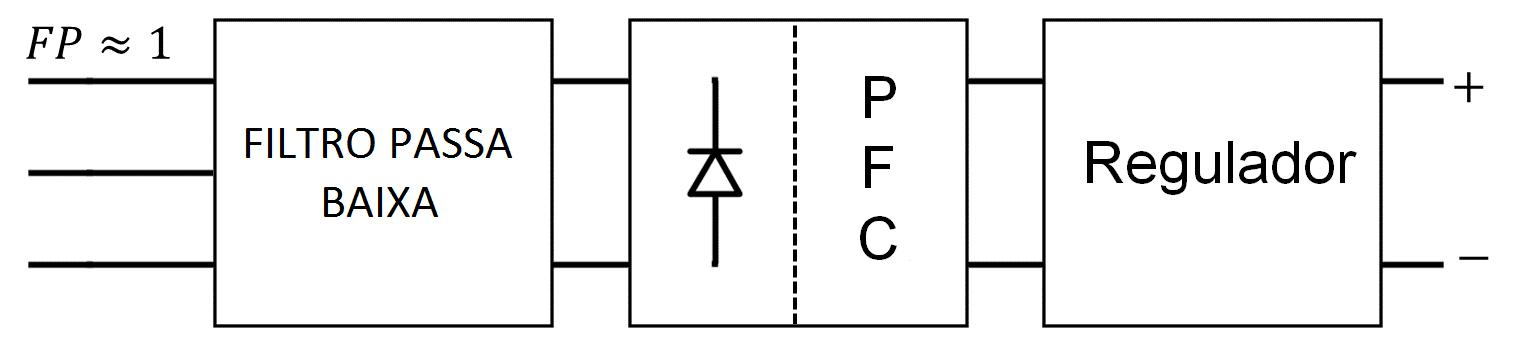 FP ≈ 1
FILTRO PASSA
BAIXA
P
F
C
Regulador
+
−